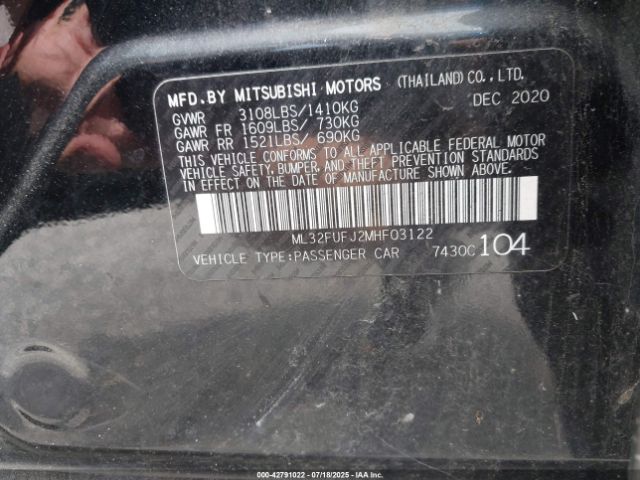 MFD. BY MITSUBISHI MOTORS (THAILAND) CO., LTD.
GVWR 3108LBS/1410KG DEC 2020
GAWR FR 1609LBS/ 730KG
GAWR RR 1521LBS/ 690KG
THIS VEHICLE CONFORMS TO ALL APPLICABLE FEDERAL MOTOR
VEHICLE SAFETY, BUMPER, AND THEFT PREVENTION STANDARDS
IN EFFECT ON THE DATE OF MANUFACTURE SHOWN ABOVE.
ML32FUFJ2MHF03122
VEHICLE TYPE:PASSENGER CAR 7430C 104
000-42791022 - 07/18/2025 - IAAI.CA